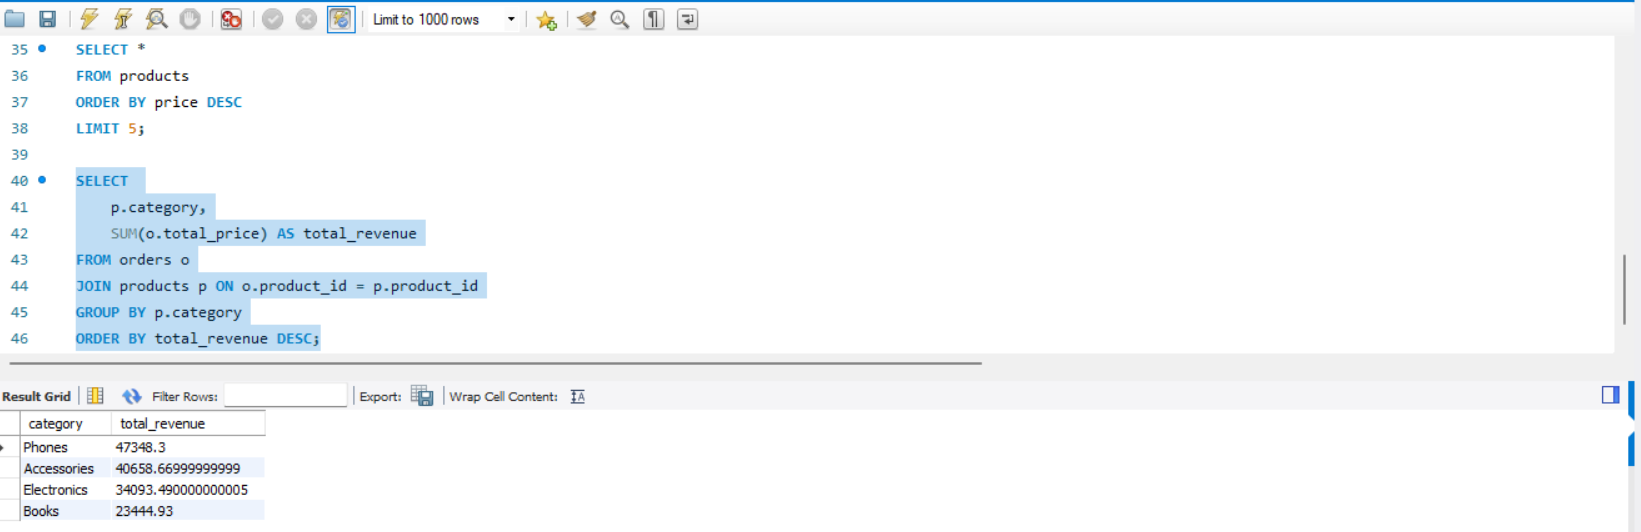 Limit to 1000 rows
35 SELECT *
36 FROM products
37 ORDER BY price DESC
38 LIMIT 5;
39
40 SELECT
41 p.category,
42 SUM(o.total_price) AS total_revenue
43 FROM orders o
44 JOIN products p ON o.product_id = p.product_id
45 GROUP BY p.category
46 ORDER BY total_revenue DESC;
Result Grid Filter Rows: Export: Wrap Cell Content: IA
category total_revenue
Phones 47348.3
Accessories 40658.66999999999
Electronics 34093.490000000005
Books 23444.93